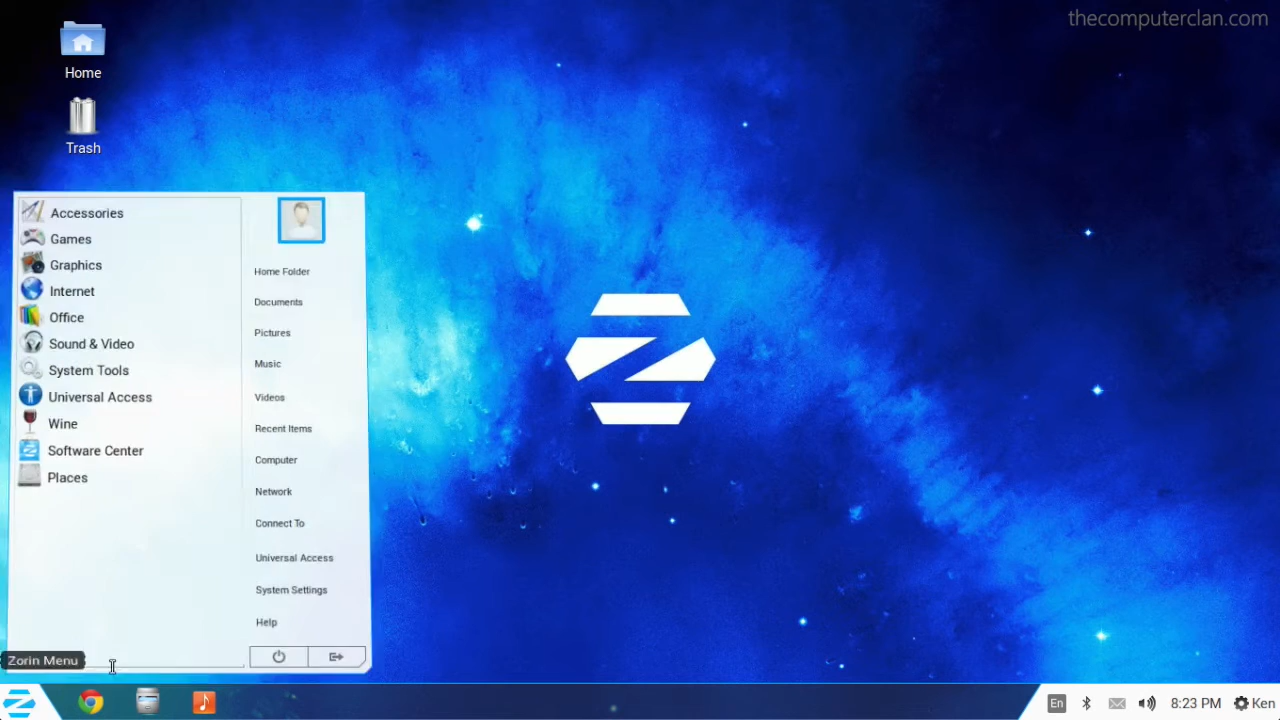 thecomputerclan.com
Home
Trash
Accessories
Games
Graphics
Internet
Office
Sound & Video
System Tools
Universal Access
Wine
Software Center
Places
Home Folder
Documents
Pictures
Music
Videos
Recent Items
Computer
Network
Connect To
Universal Access
System Settings
Help
Zorin Menu
En
8:23 PM
Ken